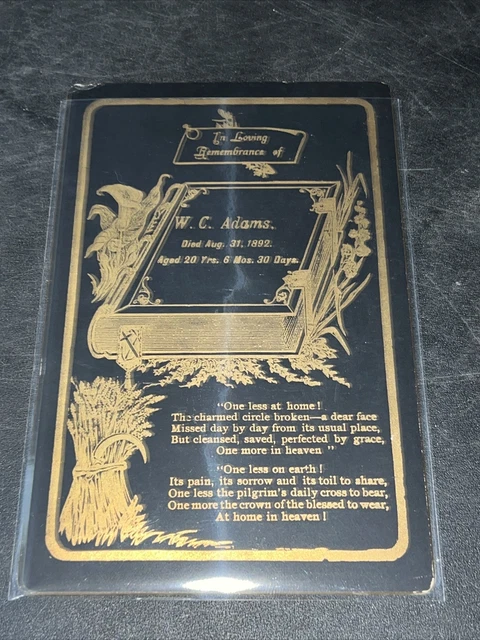 In Loving
Remembrance of
W. C. Adams.
Died Aug. 31, 1892.
Aged 20 Yrs. 6 Mos. 30 Days.
"One less at home!
The charmed circle broken—a dear face
Missed day by day from its usual place,
But cleansed, saved, perfected by grace,
One more in heaven"
"One less on earth!
Its pain, its sorrow and its toil to share,
One less the pilgrim's daily cross to bear,
One more the crown of the blessed to wear,
At home in heaven!